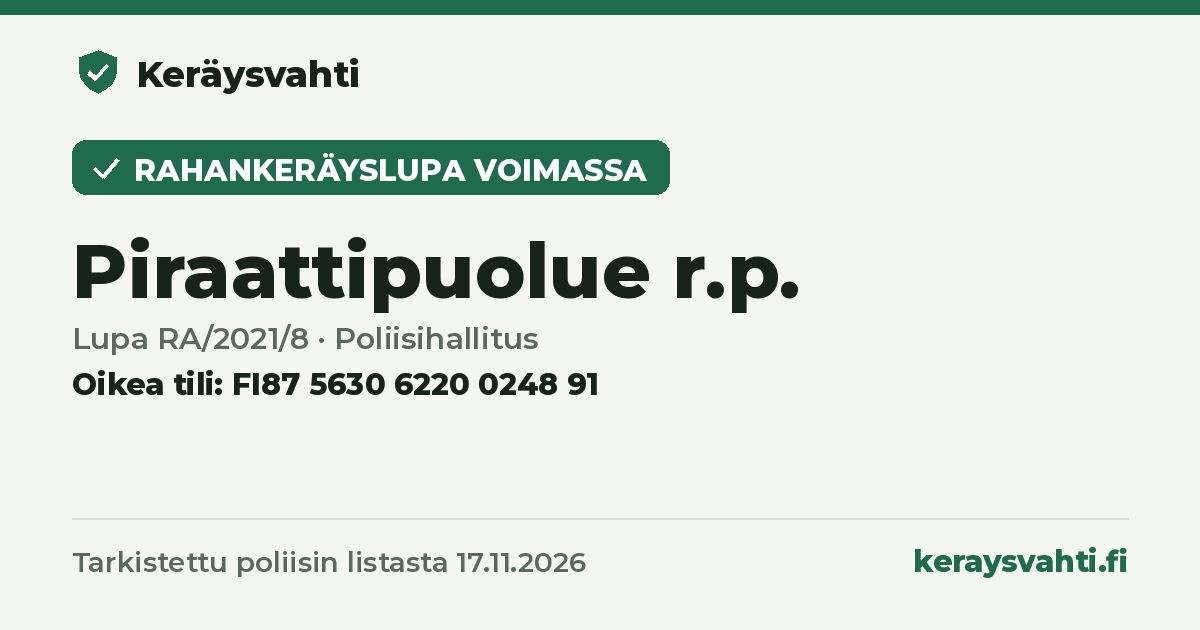 Keräysvahti
RAHANKERÄYSLUPA VOIMASSA
Piraattipuolue r.p.
Lupa RA/2021/8 · Poliisihallitus
Oikea tili: FI87 5630 6220 0248 91
Tarkistettu poliisin listasta 17.11.2026
keraysvahti.fi